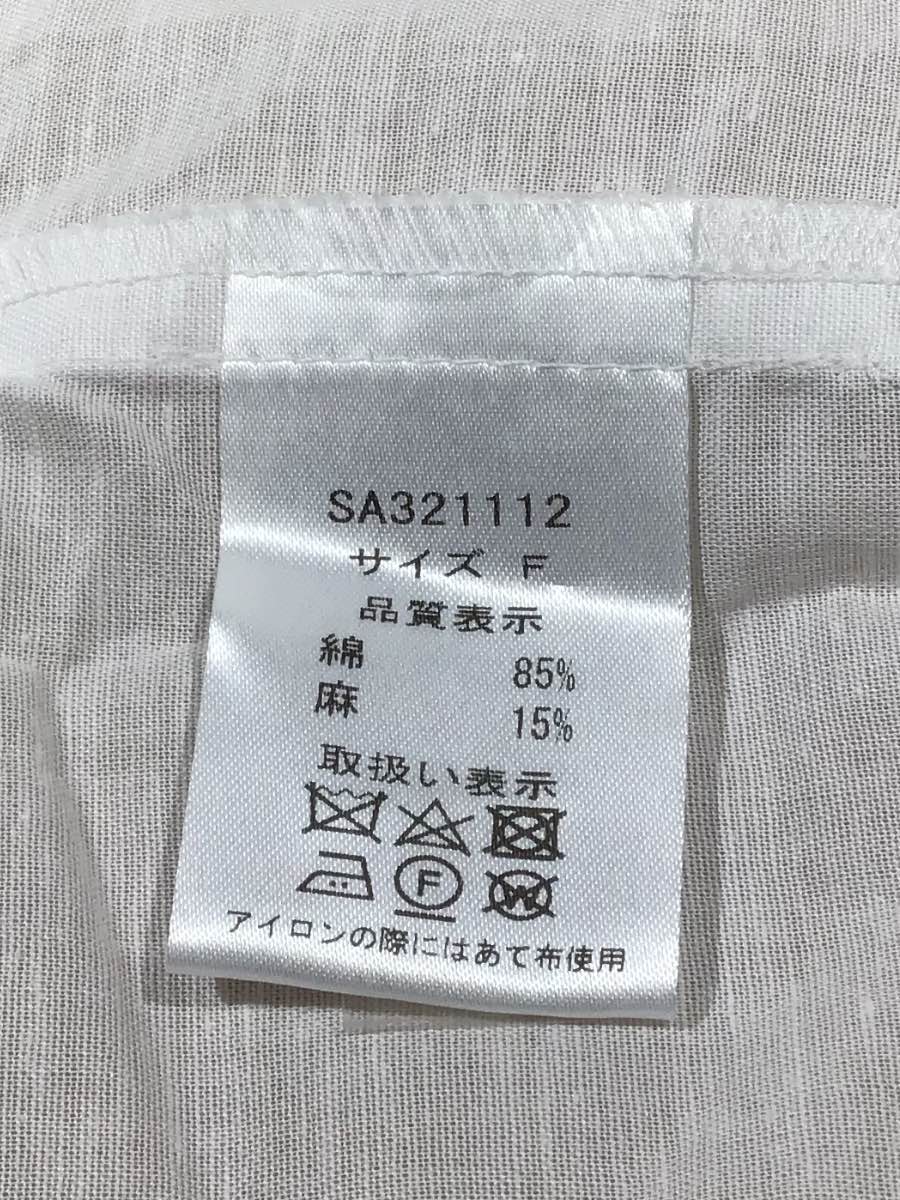 SA321112
サイズ F
品質表示
綿 85%
麻 15%
取扱い表示
F W
アイロンの際にはあて布使用